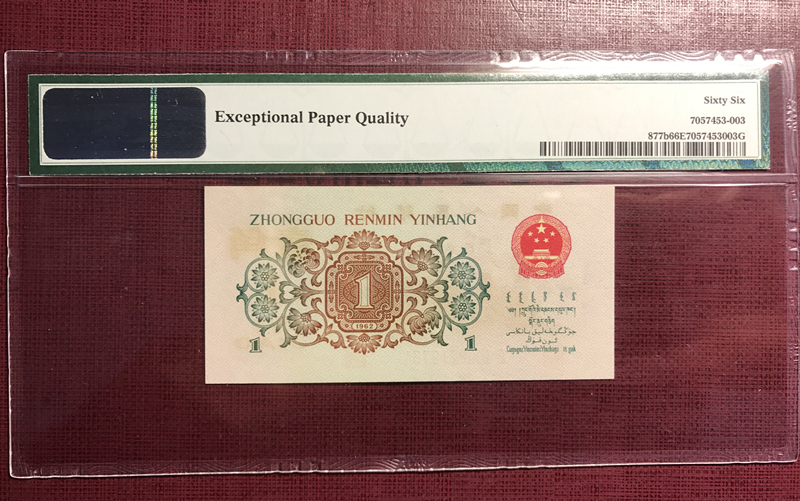 Exceptional Paper Quality
Sixty Six
7057453-003
877b66E7057453003G
ZHONGGUO RENMIN YINHANG
1
1962
1
1